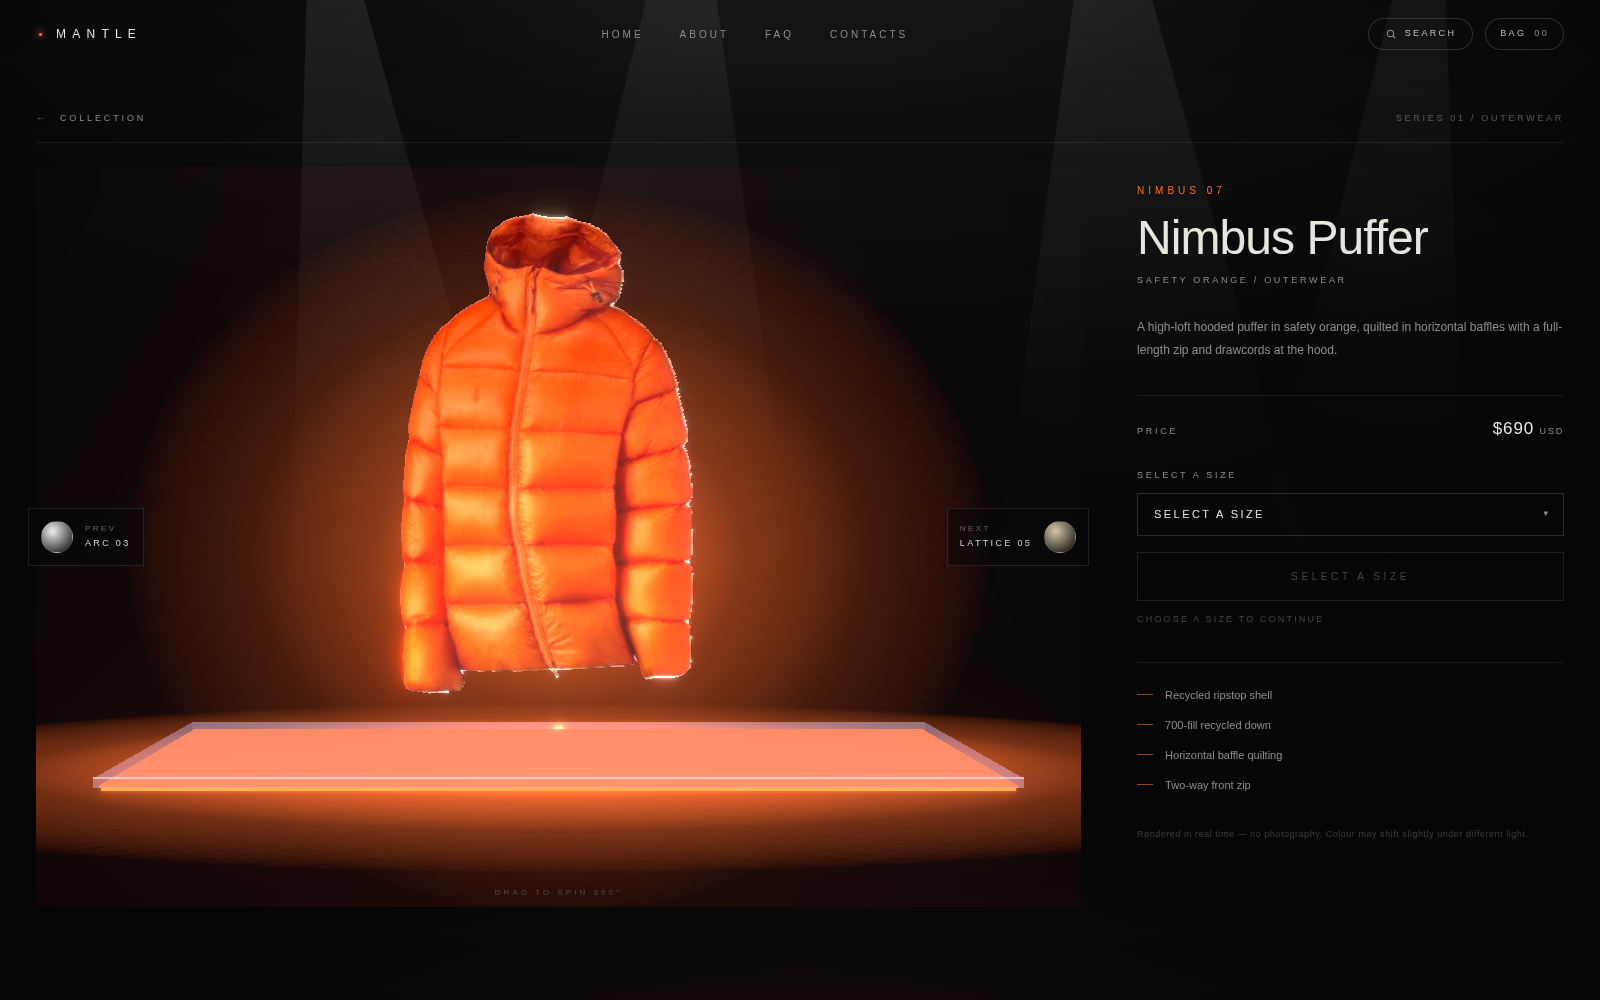 MANTLE
HOME
ABOUT
FAQ
CONTACTS
SEARCH
BAG 00
← COLLECTION
SERIES 01 / OUTERWEAR
NIMBUS 07
Nimbus Puffer
SAFETY ORANGE / OUTERWEAR
A high-loft hooded puffer in safety orange, quilted in horizontal baffles with a full-
length zip and drawcords at the hood.
PRICE
$690 USD
SELECT A SIZE
SELECT A SIZE
SELECT A SIZE
CHOOSE A SIZE TO CONTINUE
PREV
ARC 03
NEXT
LATTICE 05
Recycled ripstop shell
700-fill recycled down
Horizontal baffle quilting
Two-way front zip
Rendered in real time — no photography. Colour may shift slightly under different light.
DRAG TO SPIN 360°